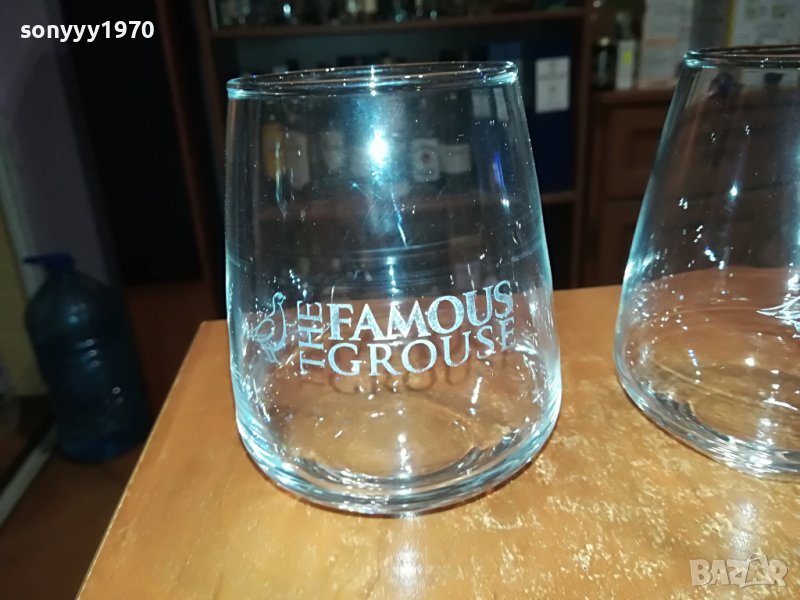 sonyyy1970
THE
FAMOUS
GROUSE
BAZAR